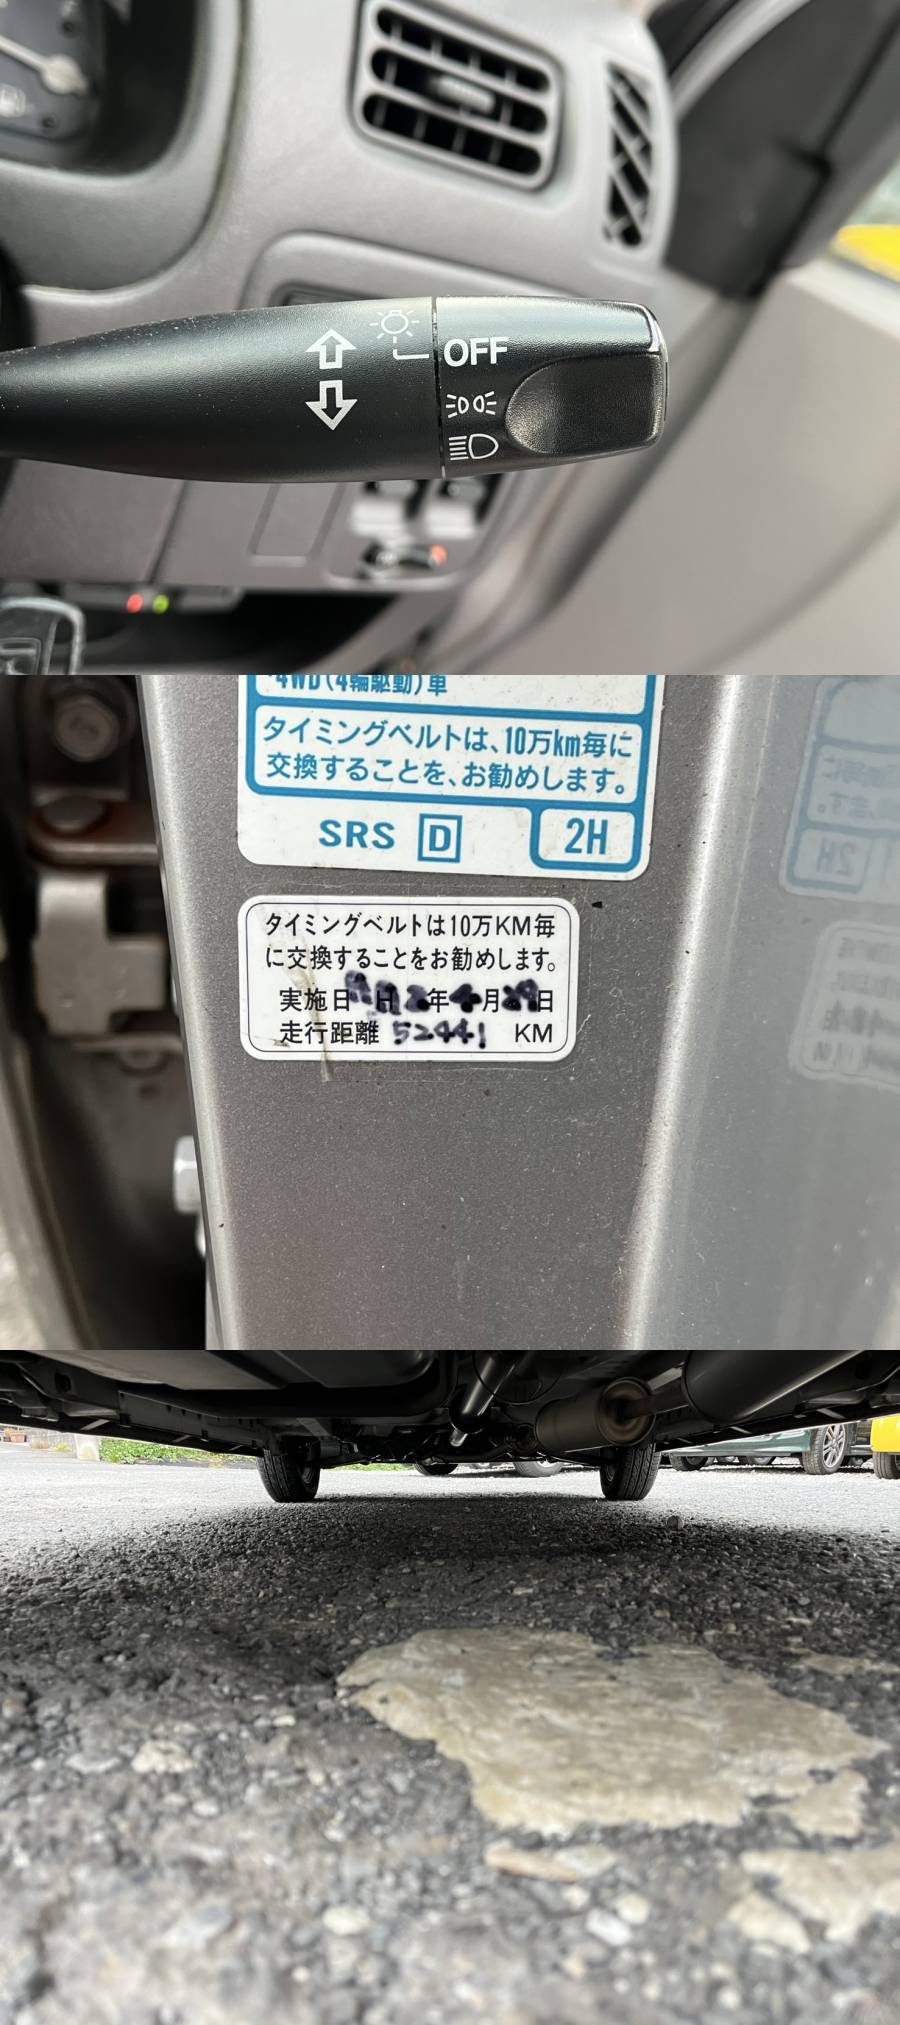 OFF
4WD(4輪駆動)車
タイミングベルトは、10万km毎に
交換することを、お勧めします。
SRS D
2H
タイミングベルトは10万KM毎
に交換することをお勧めします。
実施日 年 月 日
走行距離 52441 KM